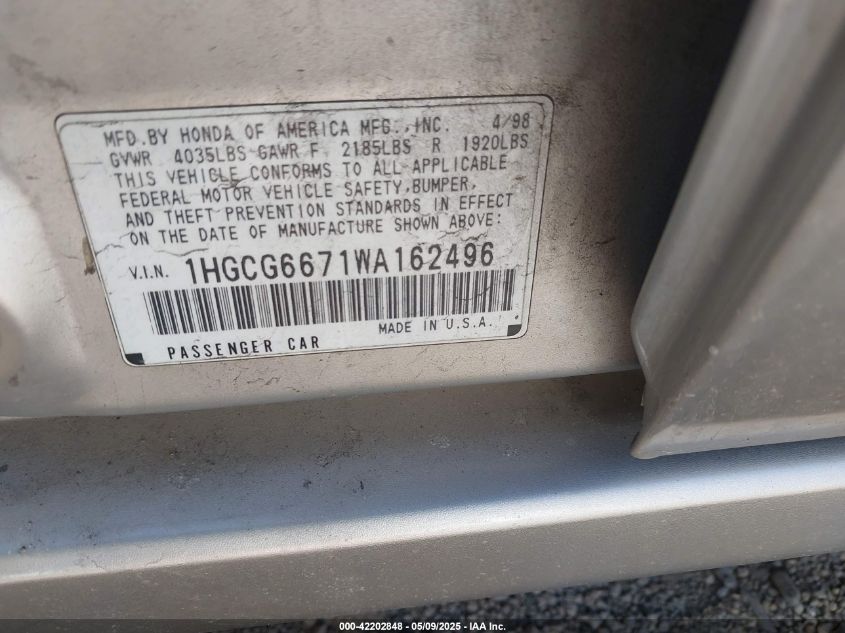 MFD. BY HONDA OF AMERICA MFG., INC. 4/98
GVWR 4035LBS GAWR F 2185LBS R 1920LBS
THIS VEHICLE CONFORMS TO ALL APPLICABLE
FEDERAL MOTOR VEHICLE SAFETY, BUMPER,
AND THEFT PREVENTION STANDARDS IN EFFECT
ON THE DATE OF MANUFACTURE SHOWN ABOVE:
V.I.N. 1HGCG6671WA162496
MADE IN U.S.A.
PASSENGER CAR
000-42202848 - 05/09/2025 - IAA Inc.